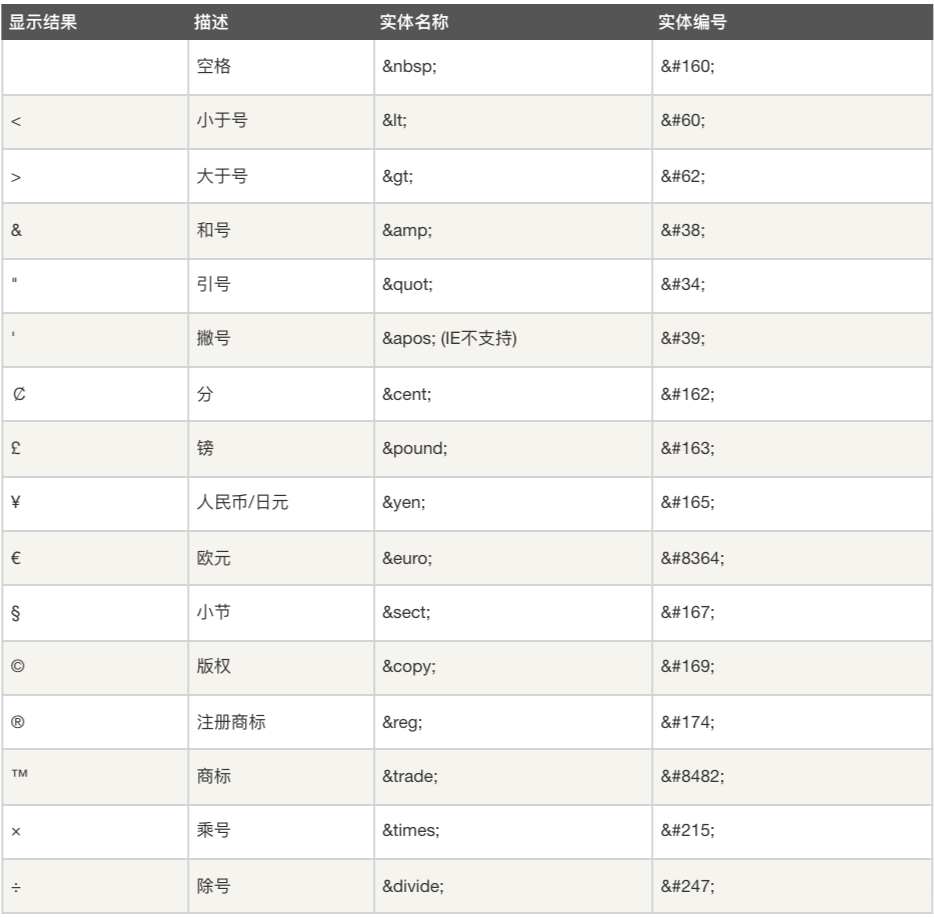 显示结果 描述 实体名称 实体编号
空格 &nbsp; &#160;
< 小于号 &lt; &#60;
> 大于号 &gt; &#62;
& 和号 &amp; &#38;
" 引号 &quot; &#34;
' 撇号 &apos; (IE不支持) &#39;
₡ 分 &cent; &#162;
£ 镑 &pound; &#163;
¥ 人民币/日元 &yen; &#165;
€ 欧元 &euro; &#8364;
§ 小节 &sect; &#167;
© 版权 &copy; &#169;
® 注册商标 &reg; &#174;
™ 商标 &trade; &#8482;
× 乘号 &times; &#215;
÷ 除号 &divide; &#247;